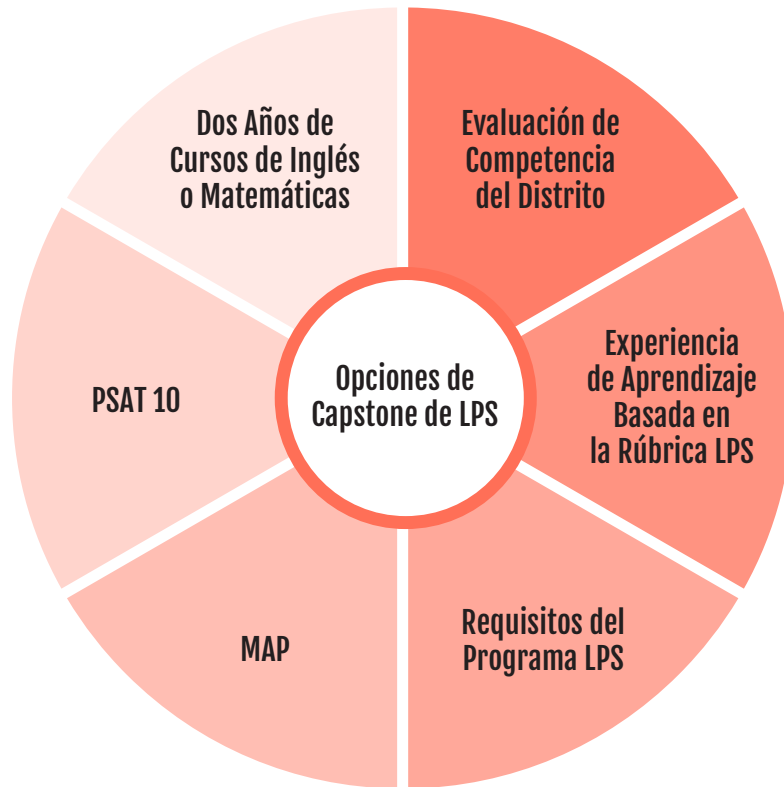 Dos Años de
Cursos de Inglés
o Matemáticas
Evaluación de
Competencia
del Distrito
Experiencia
de Aprendizaje
Basada en
la Rúbrica LPS
Requisitos del
Programa LPS
MAP
PSAT 10
Opciones de
Capstone de LPS